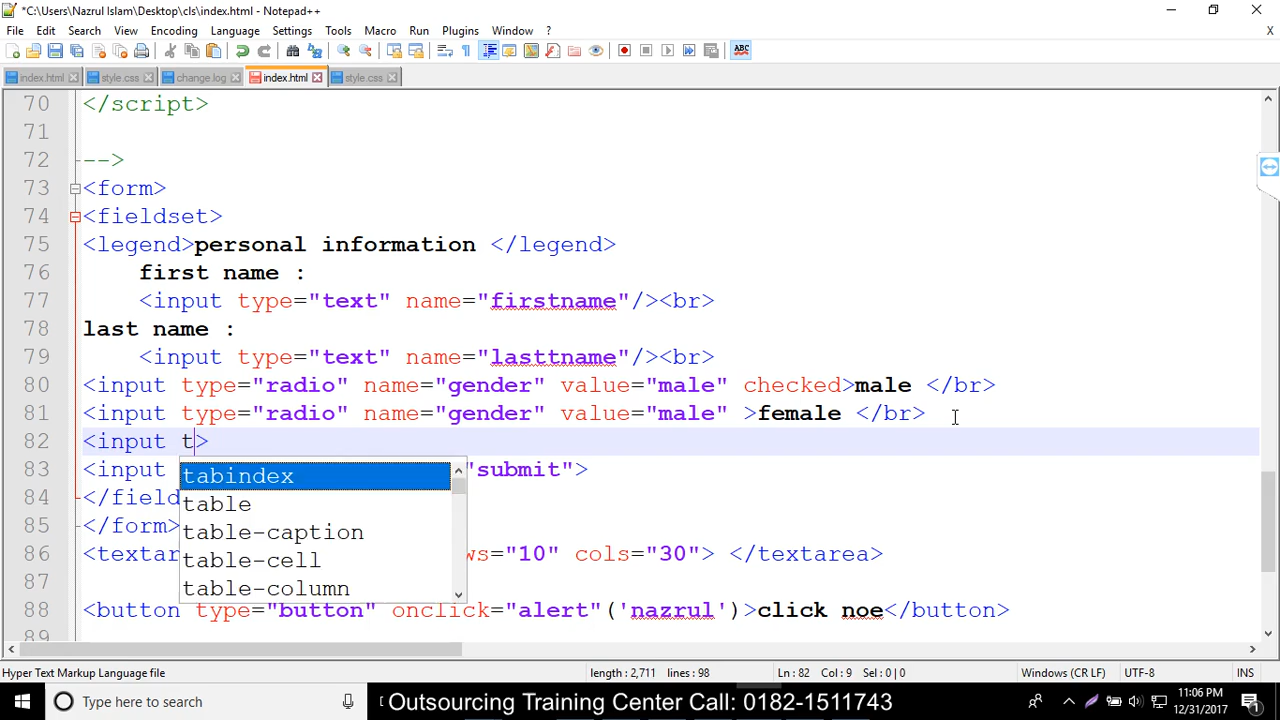 *C:\Users\Nazrul Islam\Desktop\cls\index.html - Notepad++
File Edit Search View Encoding Language Settings Tools Macro Run Plugins Window ? X
ABC
index.html style.css change.log index.html style.css
70 </script>
71
72 -->
73 <form>
74 <fieldset>
75 <legend>personal information </legend>
76 first name :
77 <input type="text" name="firstname"/><br>
78 last name :
79 <input type="text" name="lasttname"/><br>
80 <input type="radio" name="gender" value="male" checked>male </br>
81 <input type="radio" name="gender" value="male" >female </br>
82 <input t>
83 <input "submit">
84 </field
85 </form>
86 <textar ws="10" cols="30"> </textarea>
87
88 <button type="button" onclick="alert"('nazrul')>click noe</button>
89
tabindex
table
table-caption
table-cell
table-column
Hyper Text Markup Language file length : 2,711 lines : 98 Ln : 82 Col : 9 Sel : 0 | 0 Windows (CR LF) UTF-8 INS
Type here to search [ Outsourcing Training Center Call: 0182-1511743 11:06 PM
12/31/2017 1